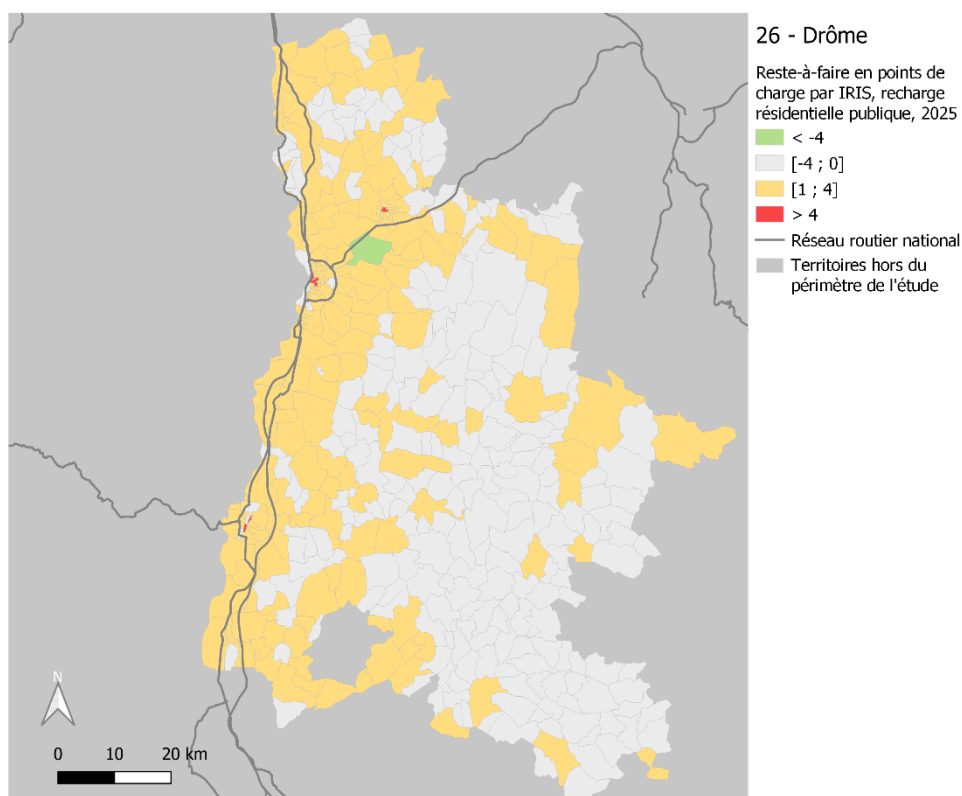 26 - Drôme
Reste-à-faire en points de
charge par IRIS, recharge
résidentielle publique, 2025
< -4
[-4 ; 0]
[1 ; 4]
> 4
Réseau routier national
Territoires hors du
périmètre de l'étude
N
0 10 20 km